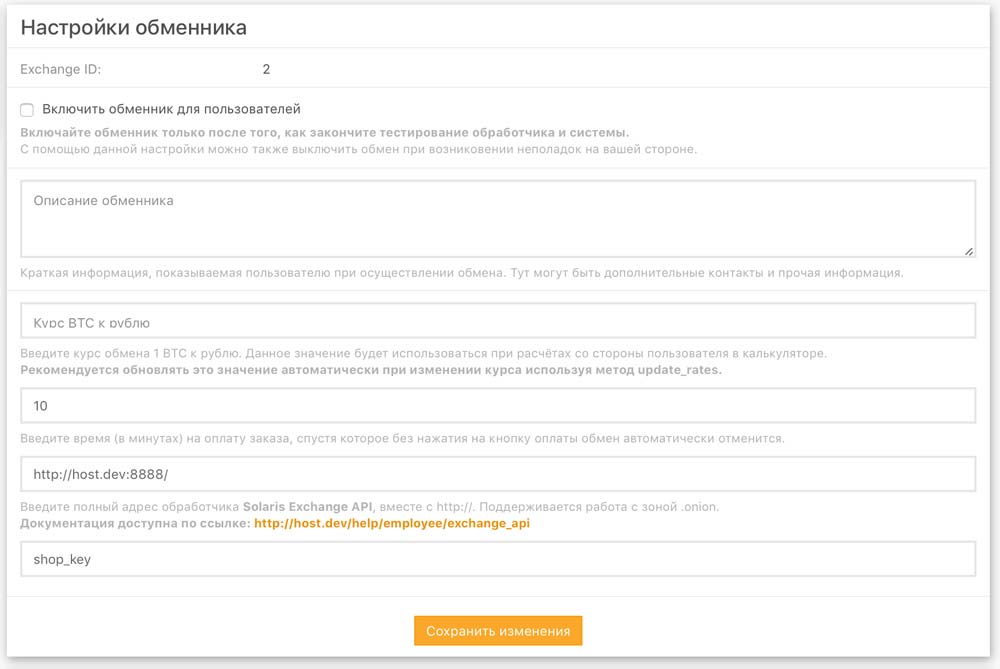 Настройки обменника
Exchange ID: 2
Включить обменник для пользователей
Включайте обменник только после того, как закончите тестирование обработчика и системы.
С помощью данной настройки можно также выключить обмен при возниковении неполадок на вашей стороне.
Описание обменника
Краткая информация, показываемая пользователю при осуществлении обмена. Тут могут быть дополнительные контакты и прочая информация.
Курс BTC к рублю
Введите курс обмена 1 BTC к рублю. Данное значение будет использоваться при расчётах со стороны пользователя в калькуляторе.
Рекомендуется обновлять это значение автоматически при изменении курса используя метод update_rates.
10
Введите время (в минутах) на оплату заказа, спустя которое без нажатия на кнопку оплаты обмен автоматически отменится.
http://host.dev:8888/
Введите полный адрес обработчика Solaris Exchange API, вместе с http://. Поддерживается работа с зоной .onion.
Документация доступна по ссылке: http://host.dev/help/employee/exchange_api
shop_key
Сохранить изменения